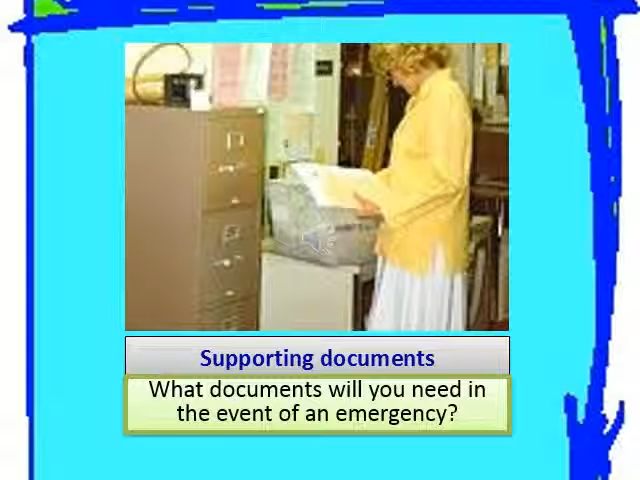 Supporting documents
What documents will you need in
the event of an emergency?